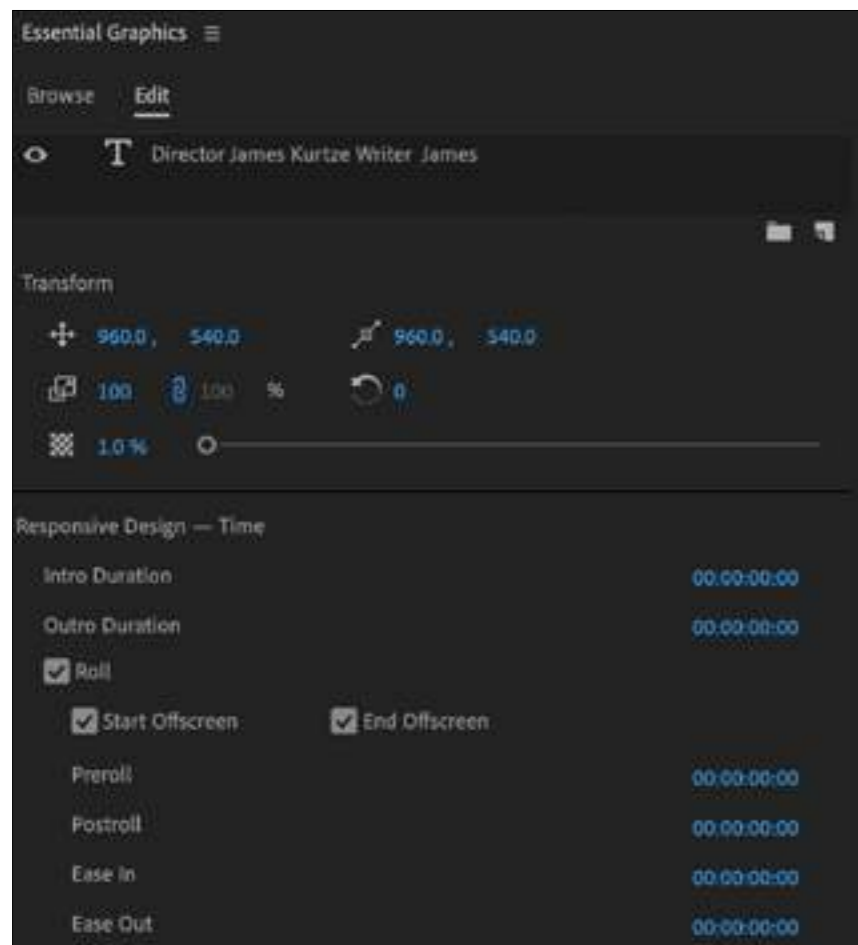 Essential Graphics
Browse Edit
T Director James Kurtze Writer James
Transform
960.0, 540.0 960.0, 540.0
100 100 % 0
1.0 %
Responsive Design — Time
Intro Duration 00:00:00:00
Outro Duration 00:00:00:00
Roll
Start Offscreen End Offscreen
Preroll 00:00:00:00
Postroll 00:00:00:00
Ease In 00:00:00:00
Ease Out 00:00:00:00